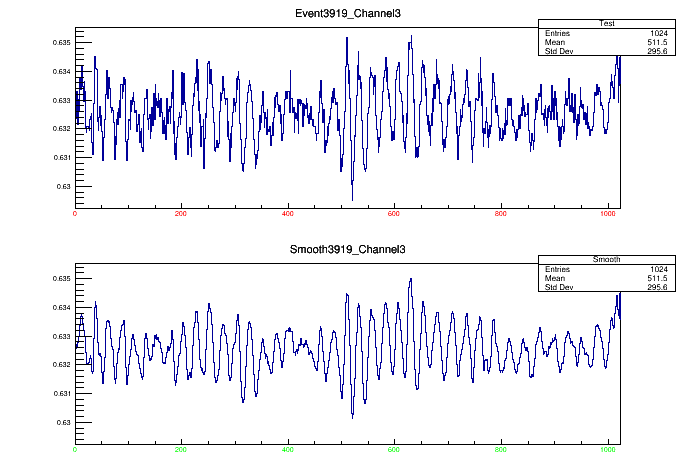 Event3919_Channel3
Test
Entries 1024
Mean 511.5
Std Dev 295.6
0.635
0.634
0.633
0.632
0.631
0.63
0 200 400 600 800 1000
Smooth3919_Channel3
Smooth
Entries 1024
Mean 511.5
Std Dev 295.6
0.635
0.634
0.633
0.632
0.631
0.63
0 200 400 600 800 1000